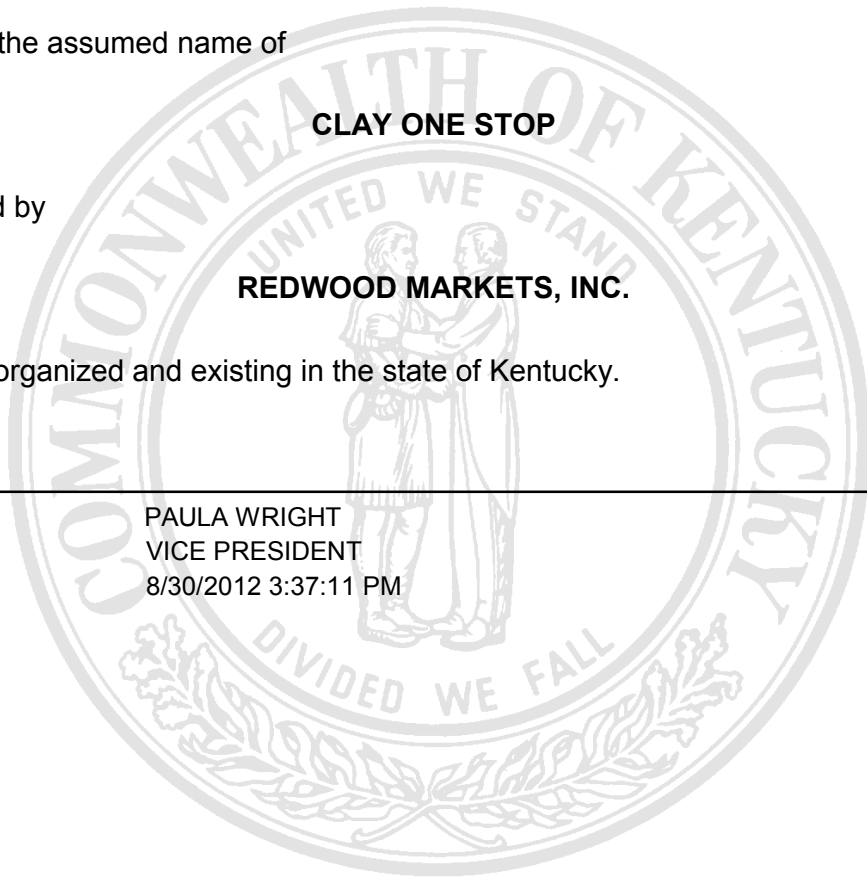 the assumed name of
CLAY ONE STOP
d by
REDWOOD MARKETS, INC.
organized and existing in the state of Kentucky.
PAULA WRIGHT
VICE PRESIDENT
8/30/2012 3:37:11 PM
COMMONWEALTH OF KENTUCKY
UNITED WE STAND
DIVIDED WE FALL